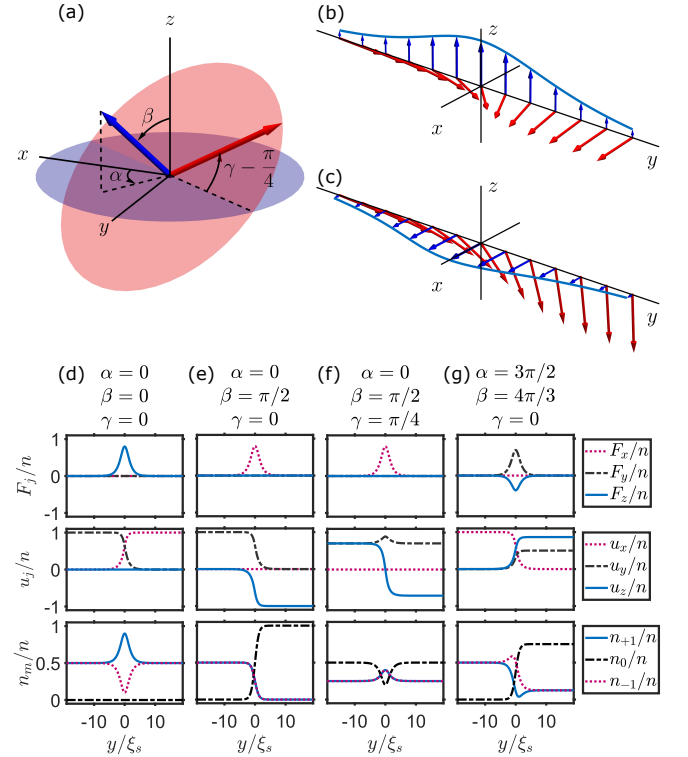 (a)
z
β
x
α
y
γ − π/4
(b)
z
x
y
(c)
z
x
y
(d) α = 0
β = 0
γ = 0
(e) α = 0
β = π/2
γ = 0
(f) α = 0
β = π/2
γ = π/4
(g) α = 3π/2
β = 4π/3
γ = 0
F_j/n
1
0
-1
F_x/n
F_y/n
F_z/n
u_j/n
1
0
-1
u_x/n
u_y/n
u_z/n
n_m/n
1
0.5
0
n_{+1}/n
n_0/n
n_{-1}/n
-10 0 10
-10 0 10
-10 0 10
-10 0 10
y/ξ_s
y/ξ_s
y/ξ_s
y/ξ_s